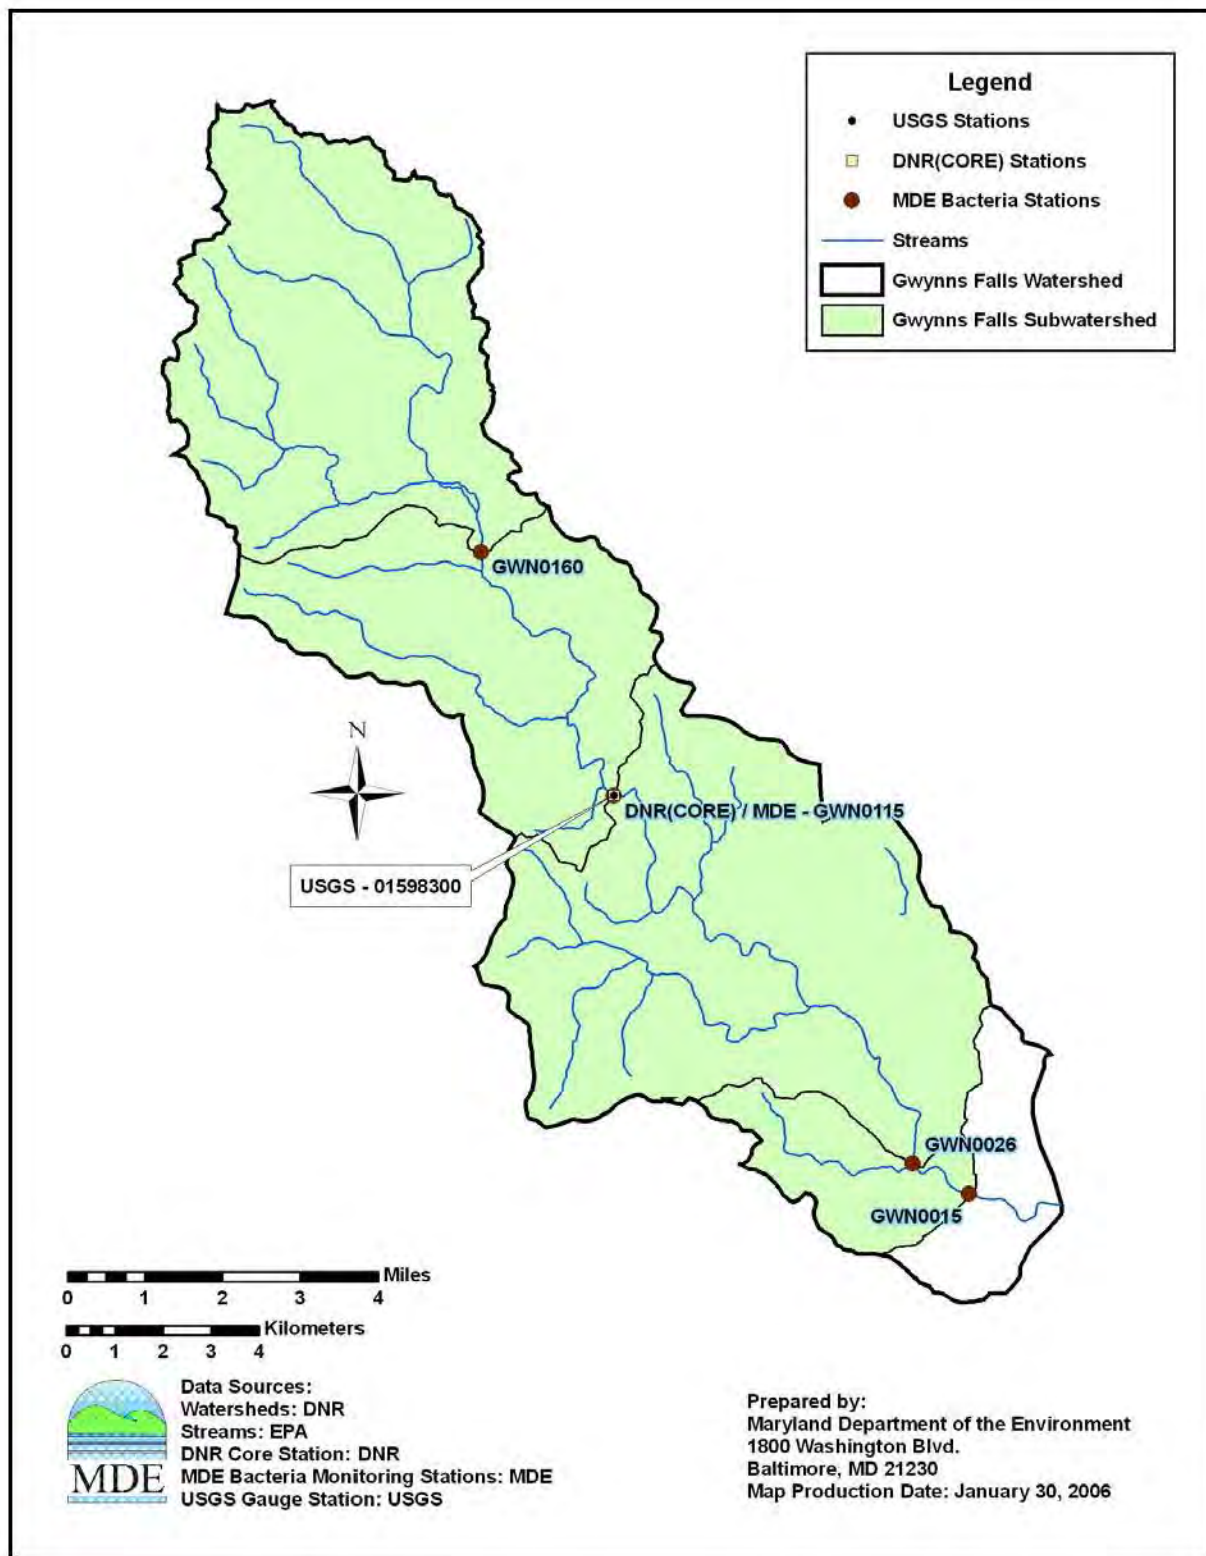 Legend
USGS Stations
DNR(CORE) Stations
MDE Bacteria Stations
Streams
Gwynns Falls Watershed
Gwynns Falls Subwatershed
GWN0160
N
DNR(CORE) / MDE - GWN0115
USGS - 01598300
GWN0026
GWN0015
Miles
0 1 2 3 4
Kilometers
0 1 2 3 4
MDE
Data Sources:
Watersheds: DNR
Streams: EPA
DNR Core Station: DNR
MDE Bacteria Monitoring Stations: MDE
USGS Gauge Station: USGS
Prepared by:
Maryland Department of the Environment
1800 Washington Blvd.
Baltimore, MD 21230
Map Production Date: January 30, 2006